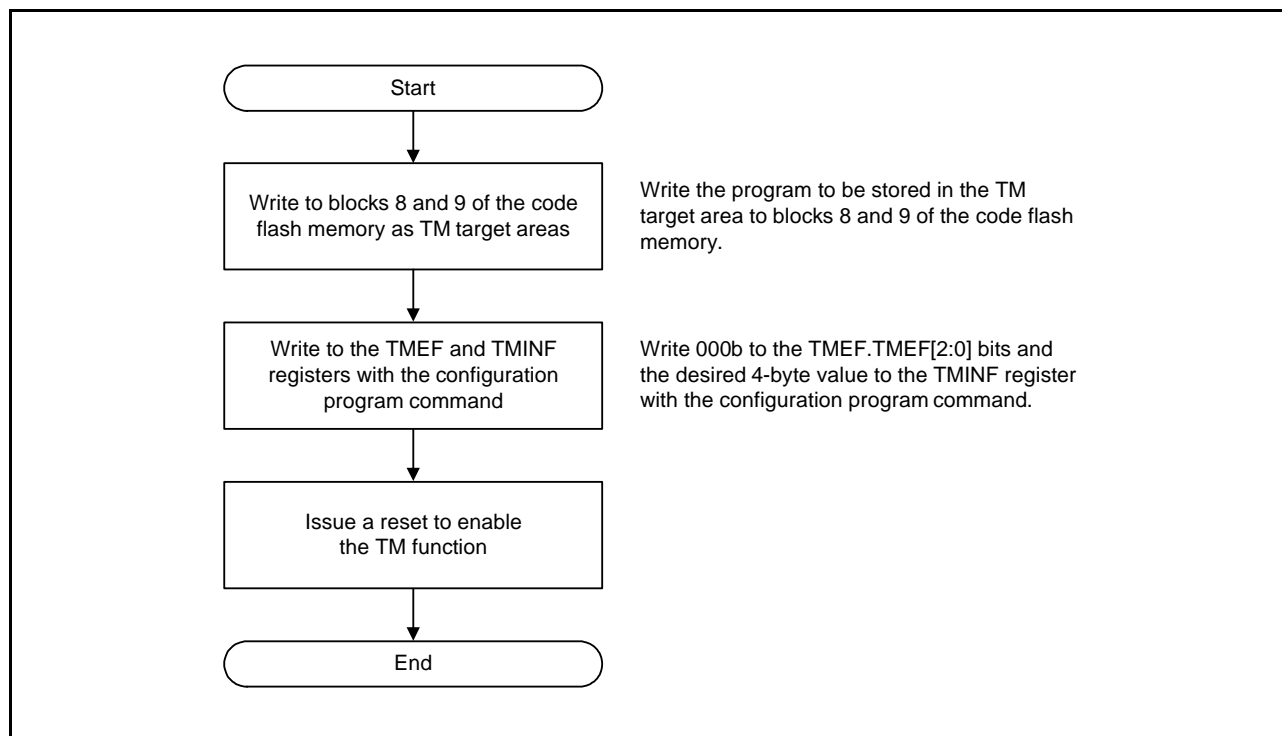 Start
Write to blocks 8 and 9 of the code
flash memory as TM target areas
Write the program to be stored in the TM
target area to blocks 8 and 9 of the code flash
memory.
Write to the TMEF and TMINF
registers with the configuration
program command
Write 000b to the TMEF.TMEF[2:0] bits and
the desired 4-byte value to the TMINF register
with the configuration program command.
Issue a reset to enable
the TM function
End